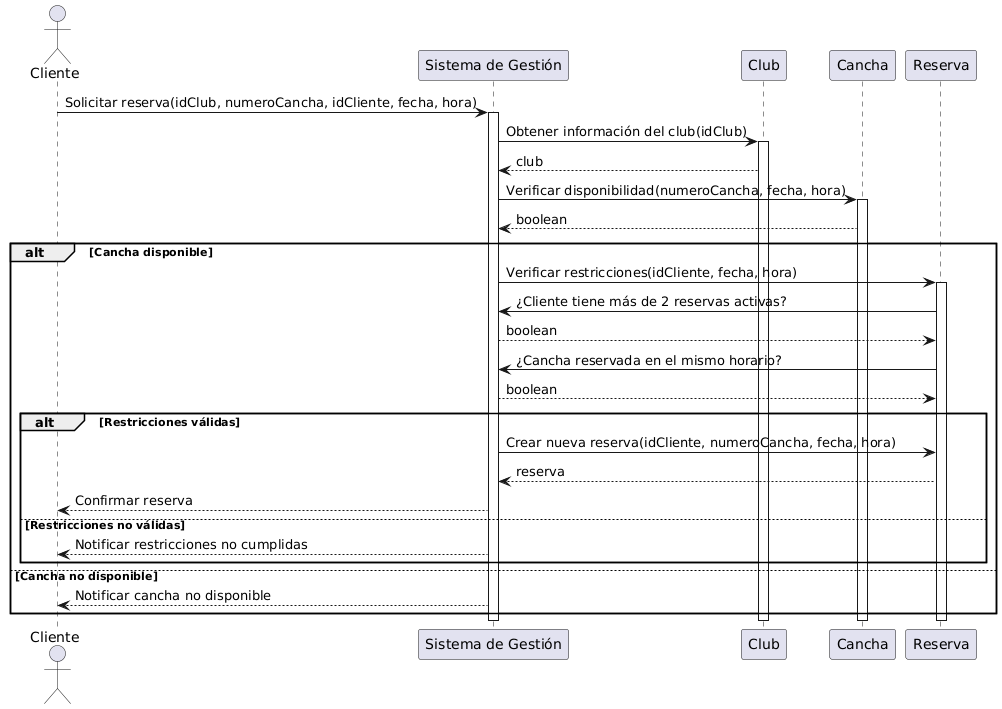 Cliente
Sistema de Gestión
Club
Cancha
Reserva
Solicitar reserva(idClub, numeroCancha, idCliente, fecha, hora)
Obtener información del club(idClub)
club
Verificar disponibilidad(numeroCancha, fecha, hora)
boolean
alt [Cancha disponible]
Verificar restricciones(idCliente, fecha, hora)
¿Cliente tiene más de 2 reservas activas?
boolean
¿Cancha reservada en el mismo horario?
boolean
alt [Restricciones válidas]
Crear nueva reserva(idCliente, numeroCancha, fecha, hora)
reserva
Confirmar reserva
[Restricciones no válidas]
Notificar restricciones no cumplidas
[Cancha no disponible]
Notificar cancha no disponible
Cliente
Sistema de Gestión
Club
Cancha
Reserva